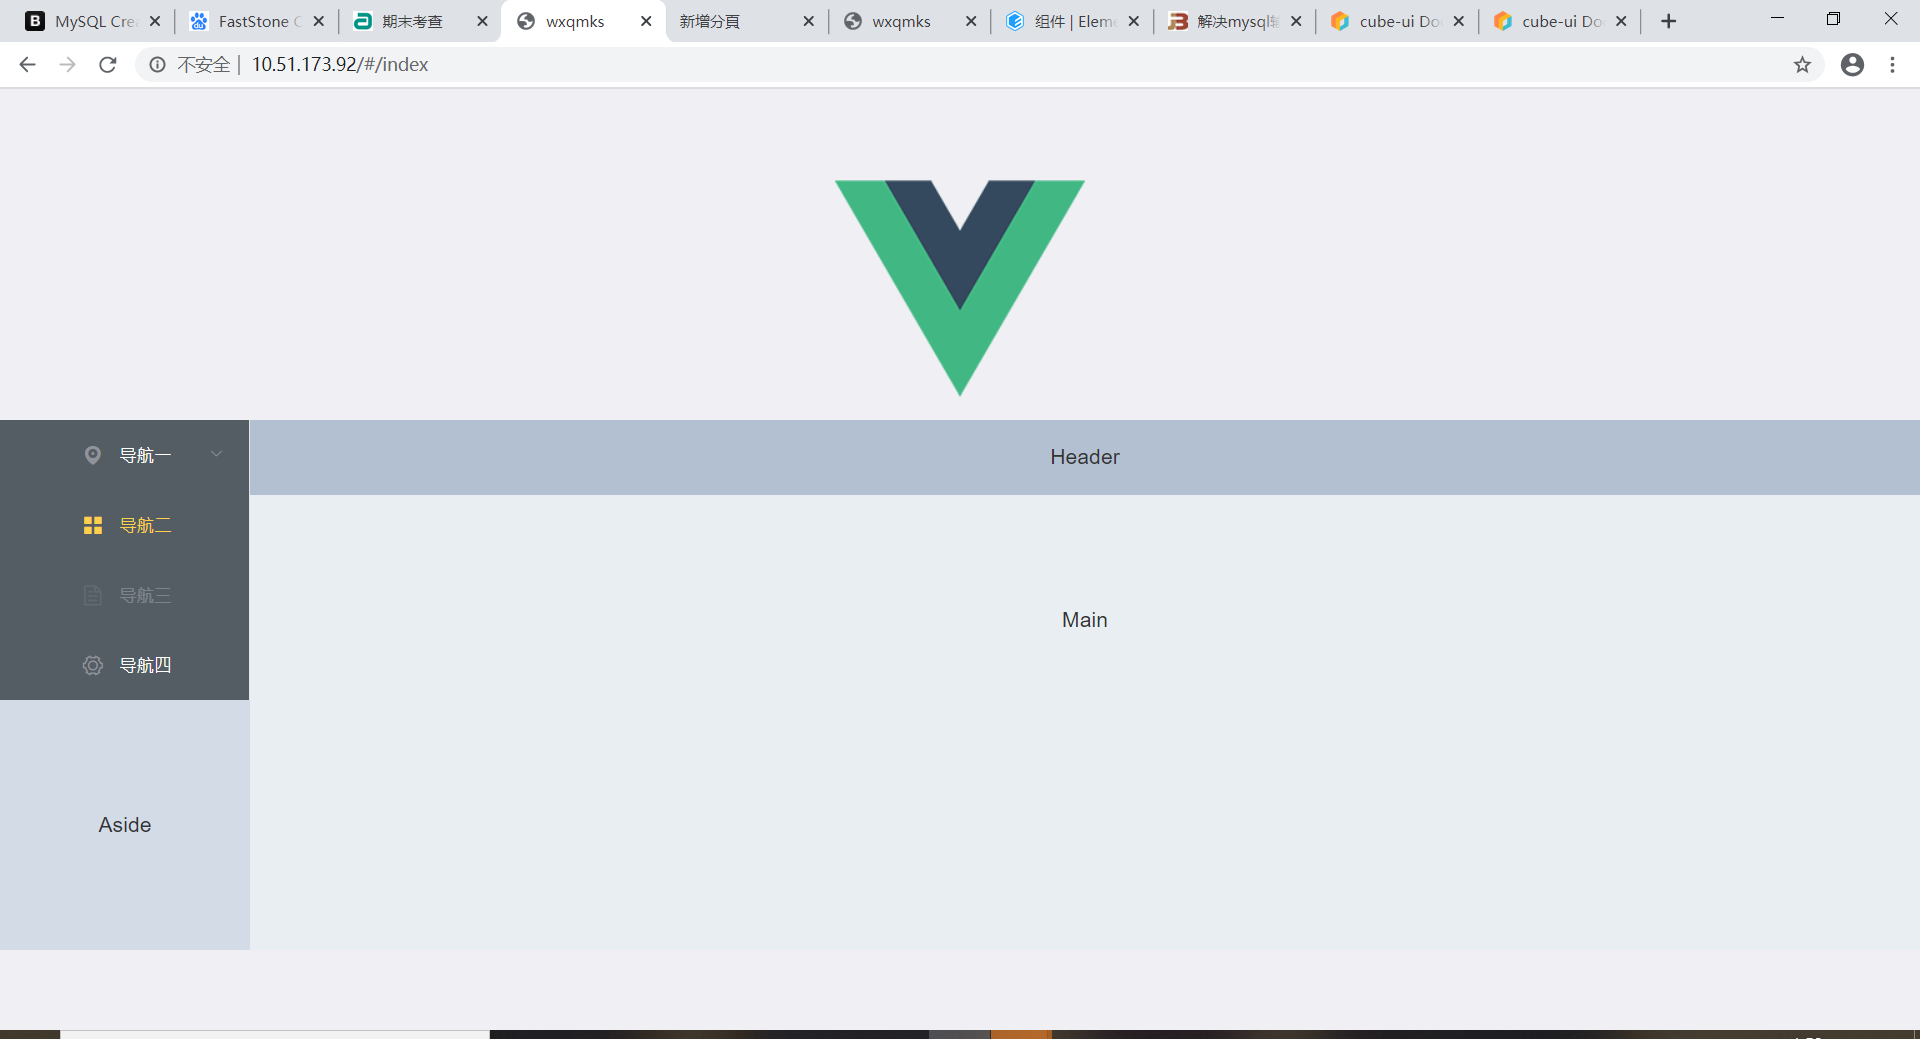 MySQL Cre
FastStone C
期末考查
wxqmks
新增分頁
wxqmks
组件 | Elem
解决mysql输
cube-ui Do
cube-ui Do
不安全 | 10.51.173.92/#/index
导航一
Header
导航二
导航三
Main
导航四
Aside